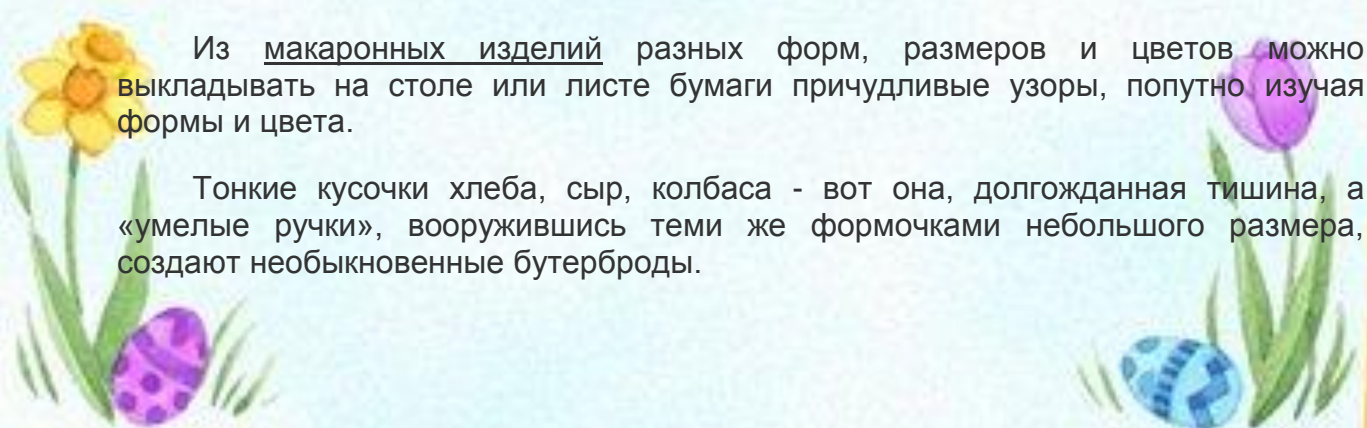 Из макаронных изделий разных форм, размеров и цветов можно
выкладывать на столе или листе бумаги причудливые узоры, попутно изучая
формы и цвета.
Тонкие кусочки хлеба, сыр, колбаса - вот она, долгожданная тишина, а
«умелые ручки», вооружившись теми же формочками небольшого размера,
создают необыкновенные бутерброды.